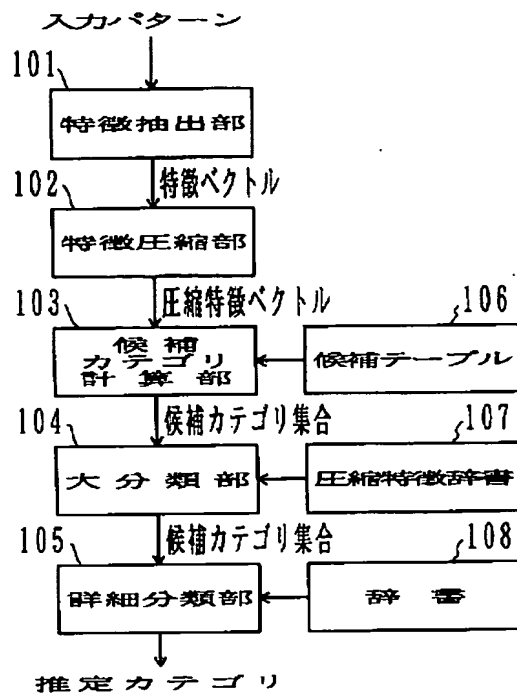 入力パターン
101
特徴抽出部
特徴ベクトル
102
特徴圧縮部
圧縮特徴ベクトル
103
候補
カテゴリ
計算部
106
候補テーブル
候補カテゴリ集合
104
大分類部
107
圧縮特徴辞書
候補カテゴリ集合
105
詳細分類部
108
辞書
推定カテゴリ